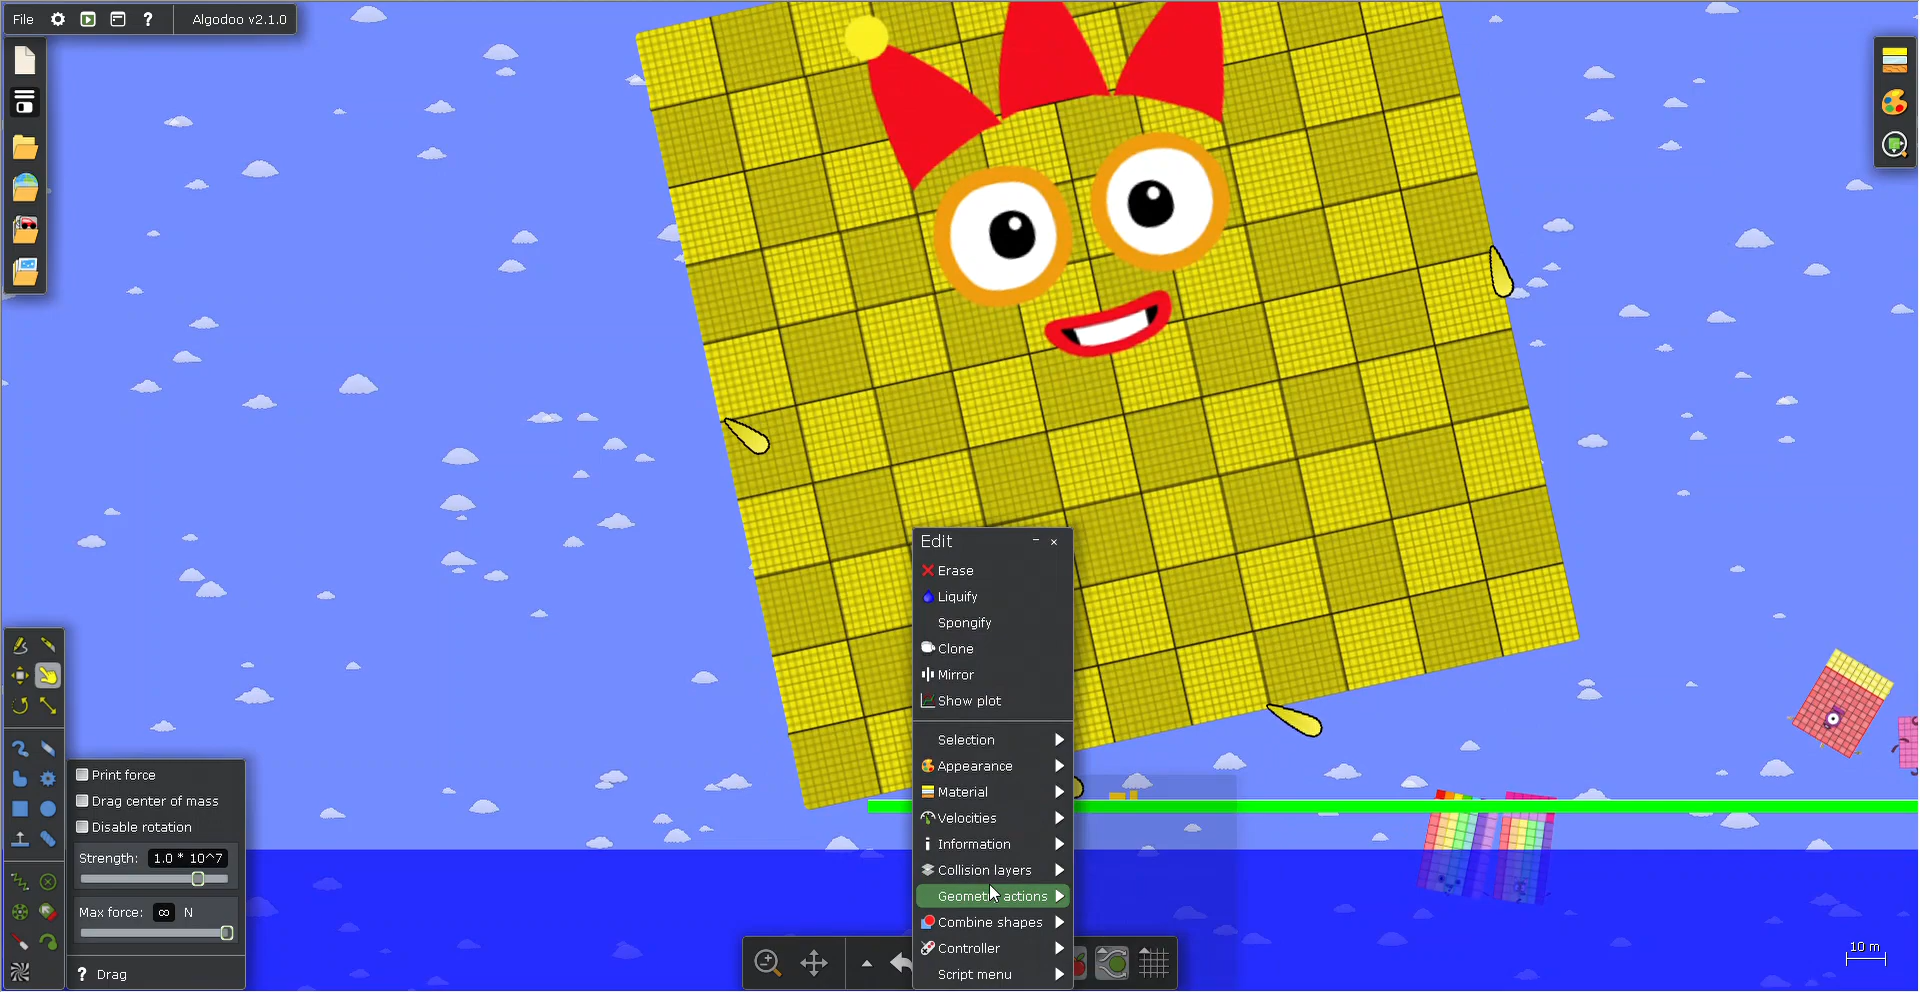 File
?
Algodoo v2.1.0
Edit
Erase
Liquify
Spongify
Clone
Mirror
Show plot
Selection
Appearance
Material
Velocities
Information
Collision layers
Geometric actions
Combine shapes
Controller
Script menu
Print force
Drag center of mass
Disable rotation
Strength: 1.0 * 10^7
Max force: ∞ N
? Drag
10 m